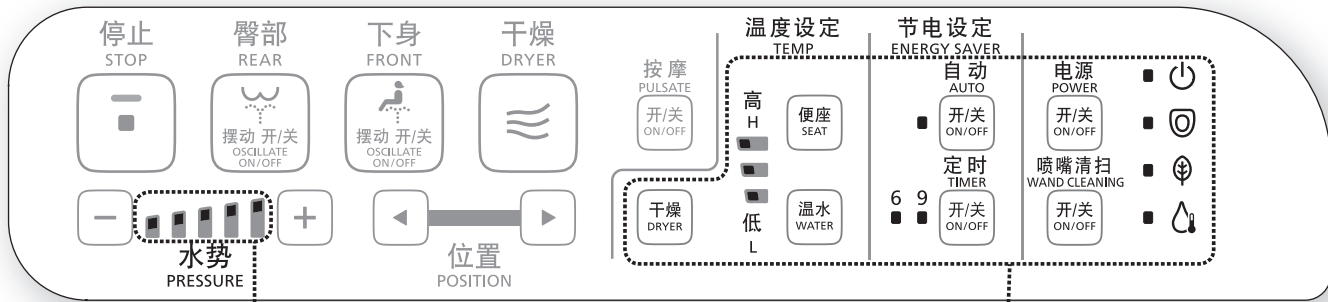 停止
STOP
臀部
REAR
摆动 开/关
OSCILLATE
ON/OFF
下身
FRONT
摆动 开/关
OSCILLATE
ON/OFF
干燥
DRYER
水势
PRESSURE
位置
POSITION
按摩
PULSATE
开/关
ON/OFF
干燥
DRYER
温度设定
TEMP
高
H
低
L
便座
SEAT
温水
WATER
节电设定
ENERGY SAVER
自动
AUTO
开/关
ON/OFF
定时
TIMER
6 9
开/关
ON/OFF
电源
POWER
开/关
ON/OFF
喷嘴清扫
WAND CLEANING
开/关
ON/OFF